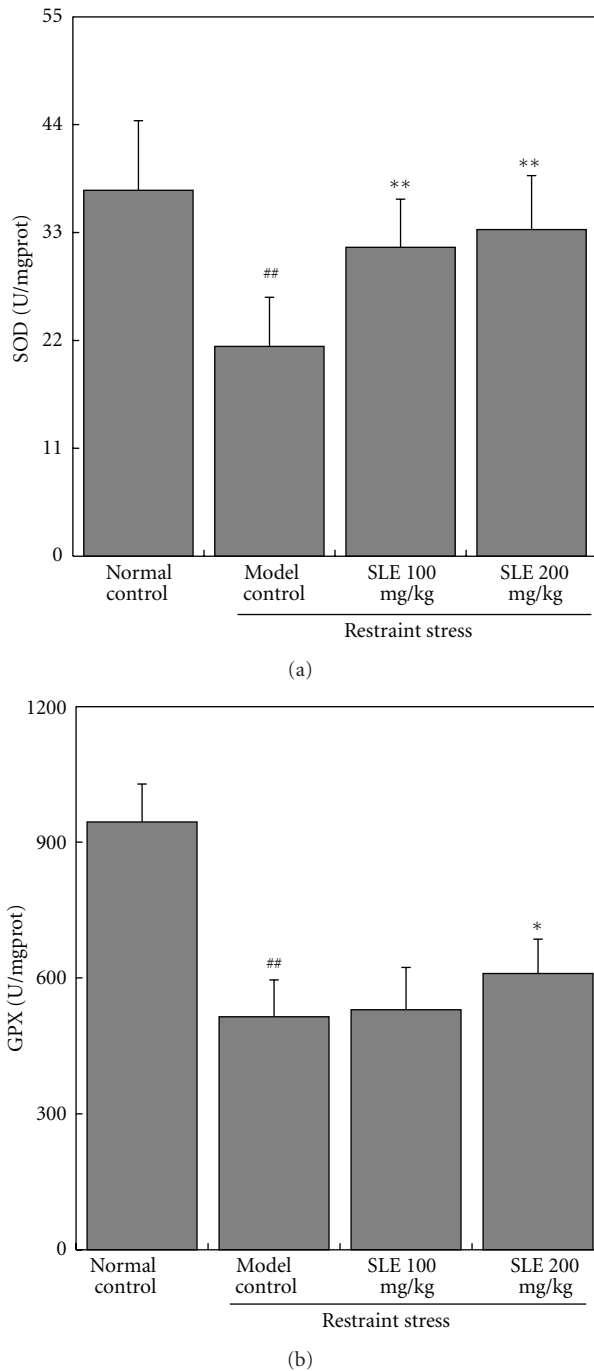 55
44
33
22
11
0
SOD (U/mgprot)
##
**
**
Normal
control
Model
control
SLE 100
mg/kg
SLE 200
mg/kg
Restraint stress
(a)
1200
900
600
300
0
GPX (U/mgprot)
##
*
Normal
control
Model
control
SLE 100
mg/kg
SLE 200
mg/kg
Restraint stress
(b)